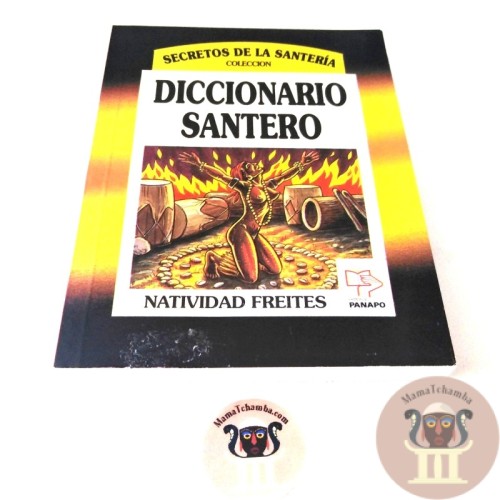 SECRETOS DE LA SANTERÍA
COLECCION
DICCIONARIO
SANTERO
NATIVIDAD FREITES
PANAPO
MamaTchamba.com
MamaTchamba